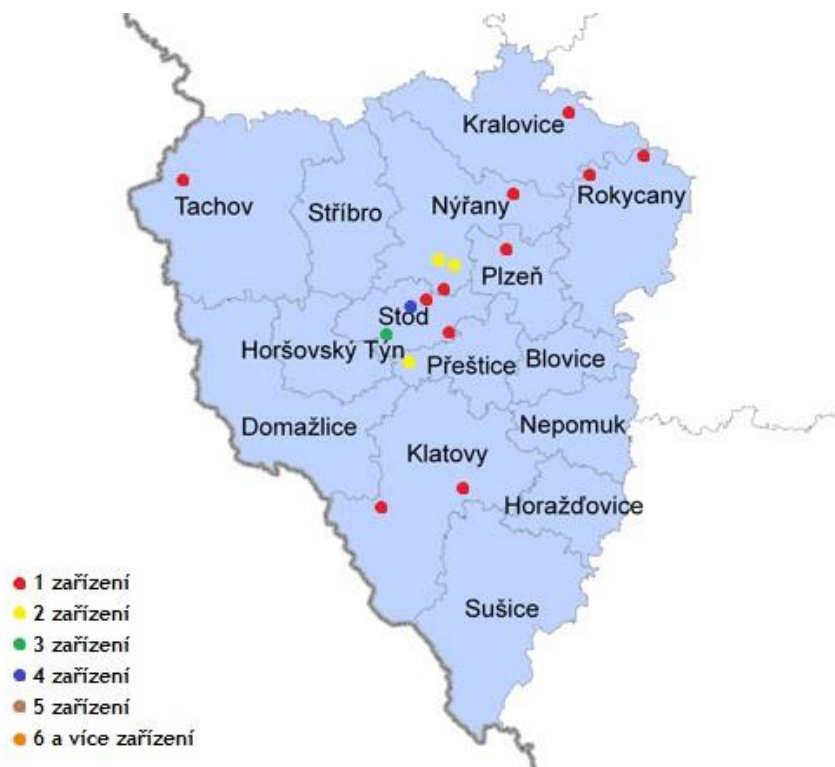 Kralovice
Rokycany
Tachov
Stříbro
Nýřany
Plzeň
Stod
Horšovský Týn
Přeštice
Blovice
Domažlice
Nepomuk
Klatovy
Horažďovice
Sušice
1 zařízení
2 zařízení
3 zařízení
4 zařízení
5 zařízení
6 a více zařízení